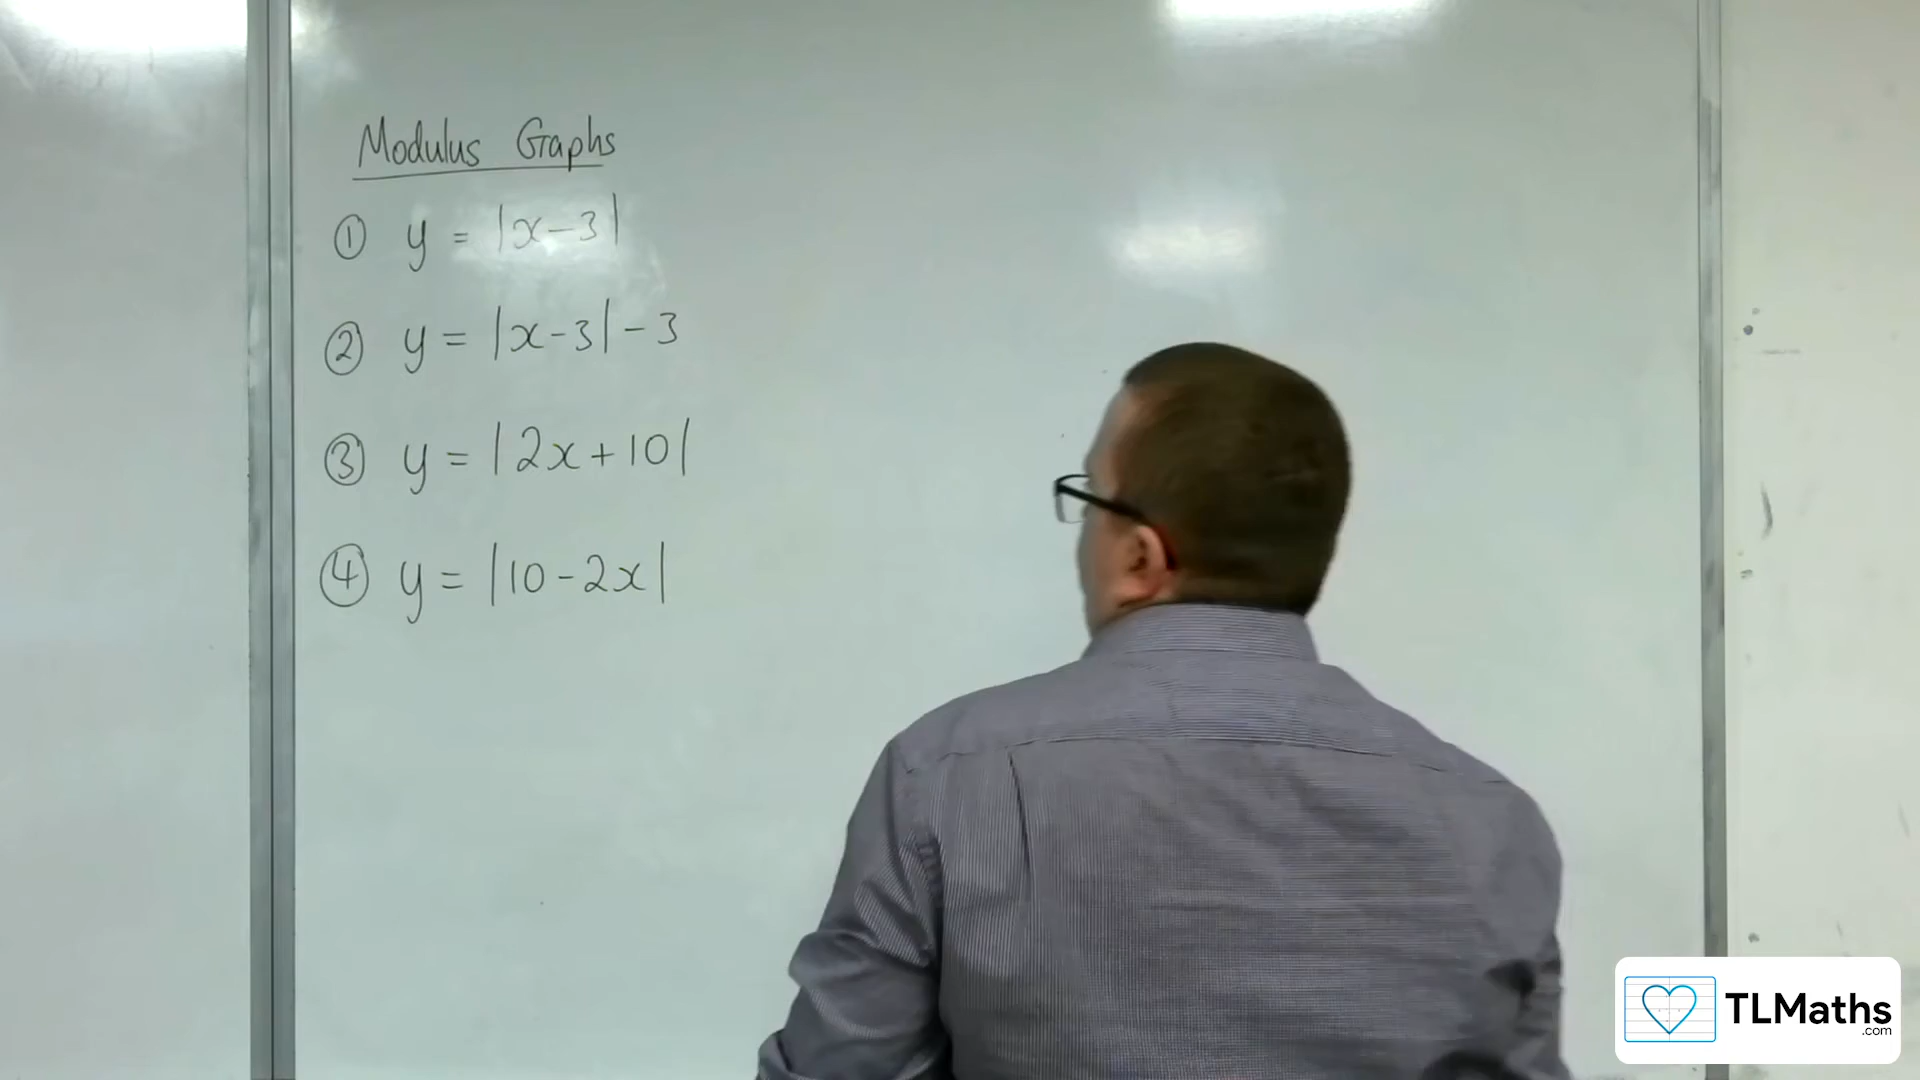 Modulus Graphs
① y = |x-3|
② y = |x-3|-3
③ y = |2x+10|
④ y = |10-2x|
TLMaths
.com